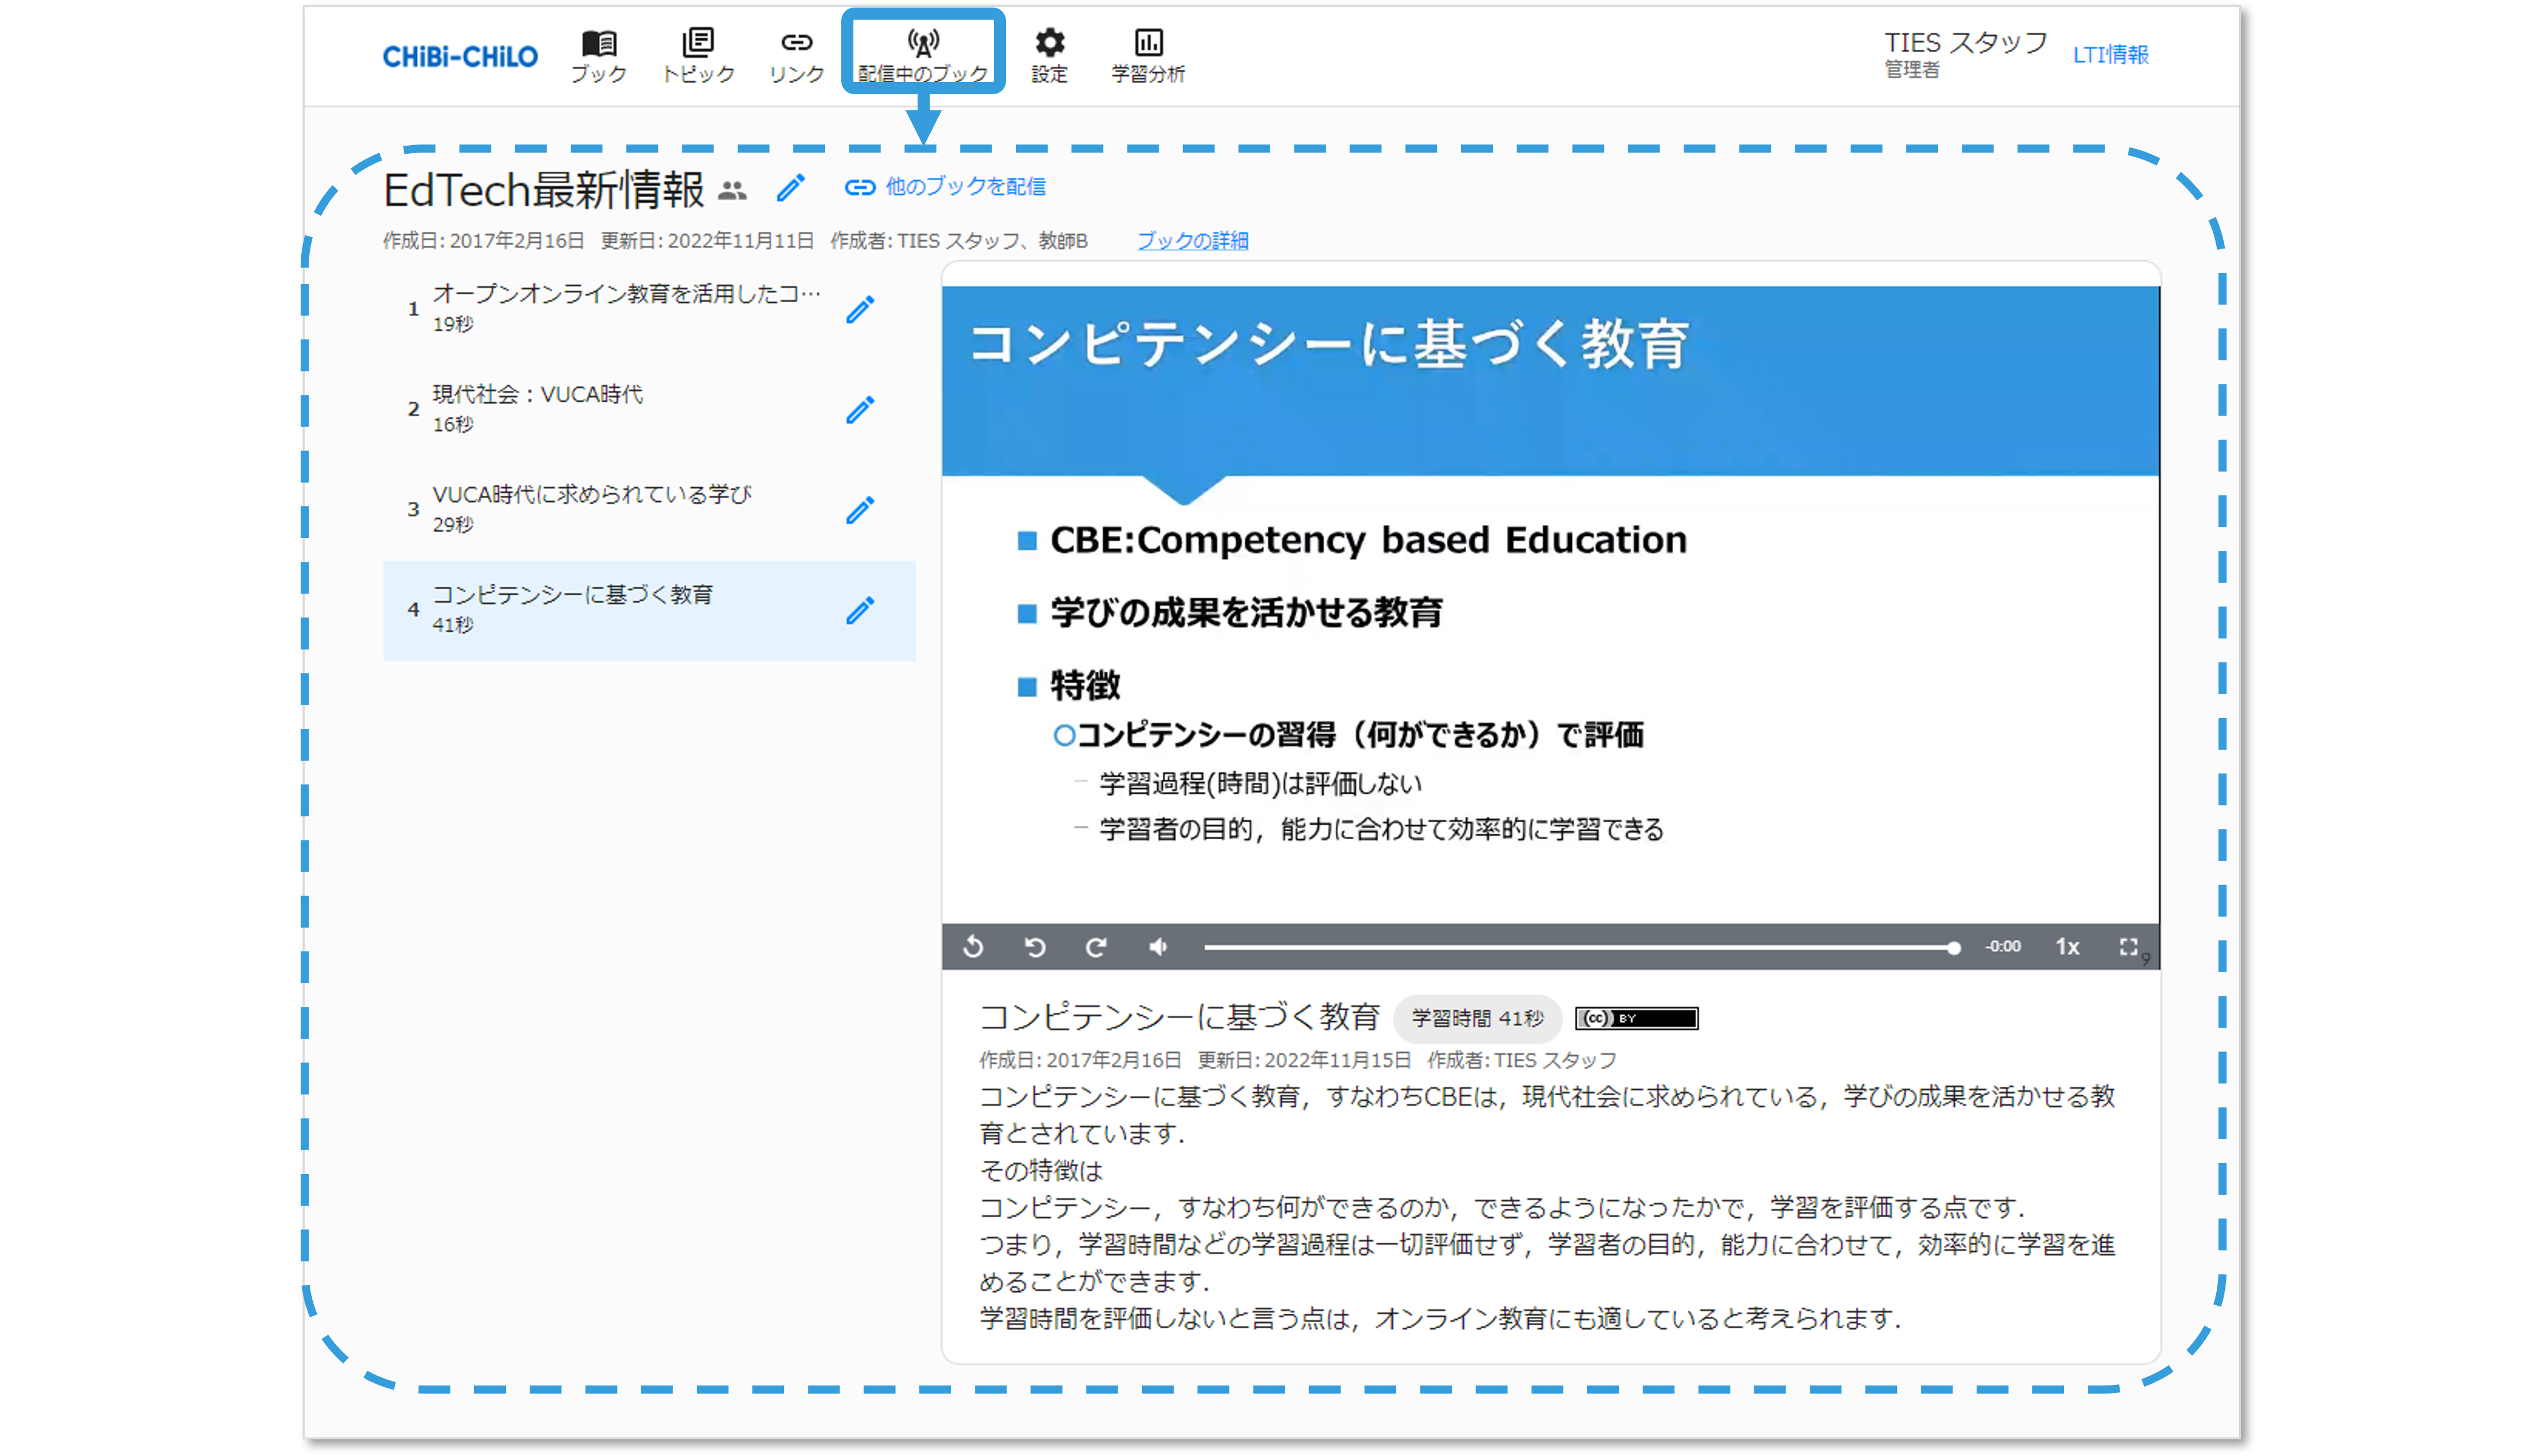 CHiBi-CHiLO
ブック
トピック
リンク
配信中のブック
設定
学習分析
TIES スタッフ
管理者
LTI情報
EdTech最新情報
他のブックを配信
作成日: 2017年2月16日 更新日: 2022年11月11日 作成者: TIES スタッフ、教師B
ブックの詳細
1 オープンオンライン教育を活用したコ…
19秒
2 現代社会：VUCA時代
16秒
3 VUCA時代に求められている学び
29秒
4 コンピテンシーに基づく教育
41秒
コンピテンシーに基づく教育
■ CBE:Competency based Education
■ 学びの成果を活かせる教育
■ 特徴
○コンピテンシーの習得（何ができるか）で評価
– 学習過程(時間)は評価しない
– 学習者の目的，能力に合わせて効率的に学習できる
-0:00 1x
9
コンピテンシーに基づく教育 学習時間 41秒 (cc) BY
作成日: 2017年2月16日 更新日: 2022年11月15日 作成者: TIES スタッフ
コンピテンシーに基づく教育，すなわちCBEは，現代社会に求められている，学びの成果を活かせる教
育とされています．
その特徴は
コンピテンシー，すなわち何ができるのか，できるようになったかで，学習を評価する点です．
つまり，学習時間などの学習過程は一切評価せず，学習者の目的，能力に合わせて，効率的に学習を進
めることができます．
学習時間を評価しないと言う点は，オンライン教育にも適していると考えられます．